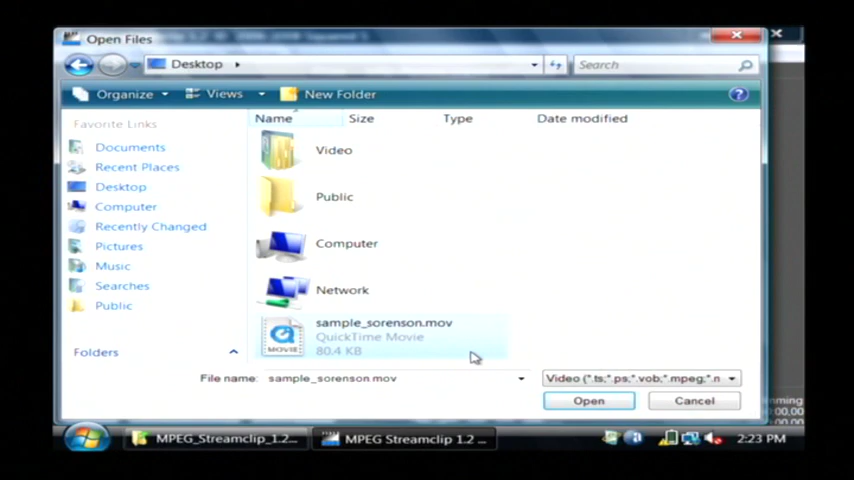 Open Files
Desktop
Search
Organize
Views
New Folder
Favorite Links
Name
Size
Type
Date modified
Documents
Recent Places
Desktop
Computer
Recently Changed
Pictures
Music
Searches
Public
Folders
Video
Public
Computer
Network
sample_sorenson.mov
QuickTime Movie
80.4 KB
MOVIE
File name:
sample_sorenson.mov
Video (*.ts;*.ps;*.vob;*.mpeg;*.n
Open
Cancel
MPEG_Streamclip_1.2...
MPEG Streamclip 1.2 ...
2:23 PM